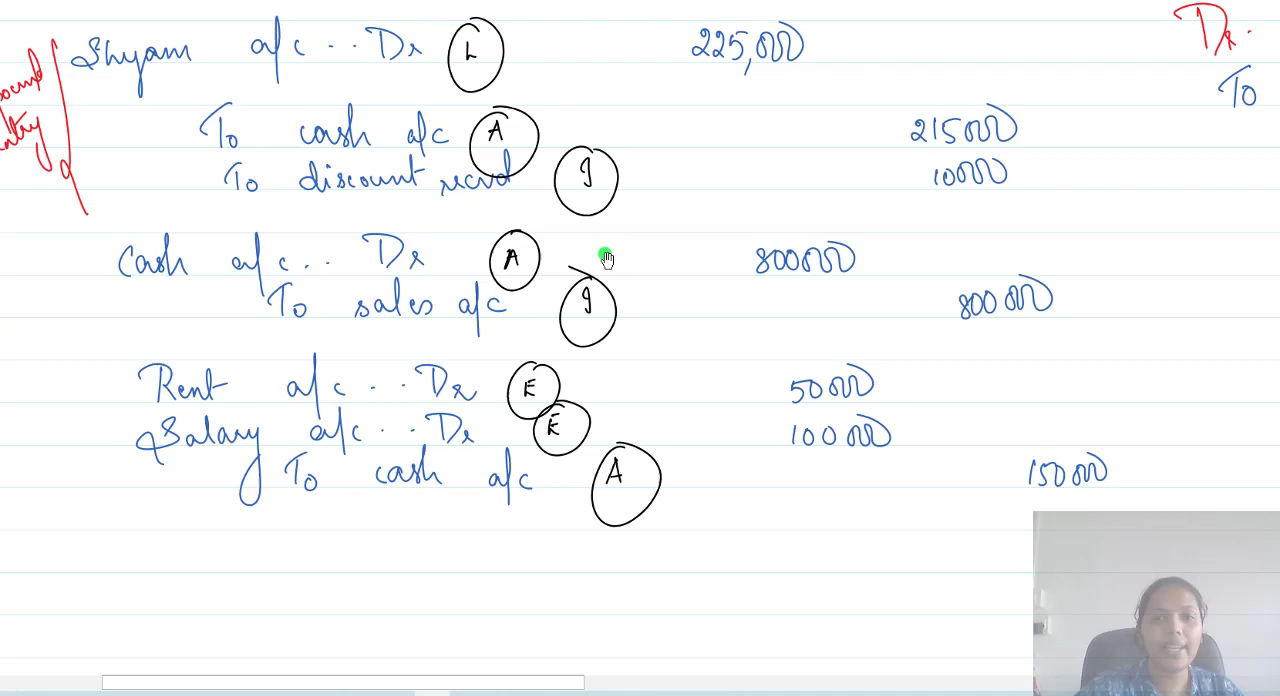 Dr.
To
Shyam a/c ... Dr L 225,000
To cash a/c A 215000
To discount recvd I 10000
entry
Cash a/c ... Dr A 800000
To sales a/c I 800000
Rent a/c ... Dr E 50000
Salary a/c ... Dr E 100000
To cash a/c A 150000